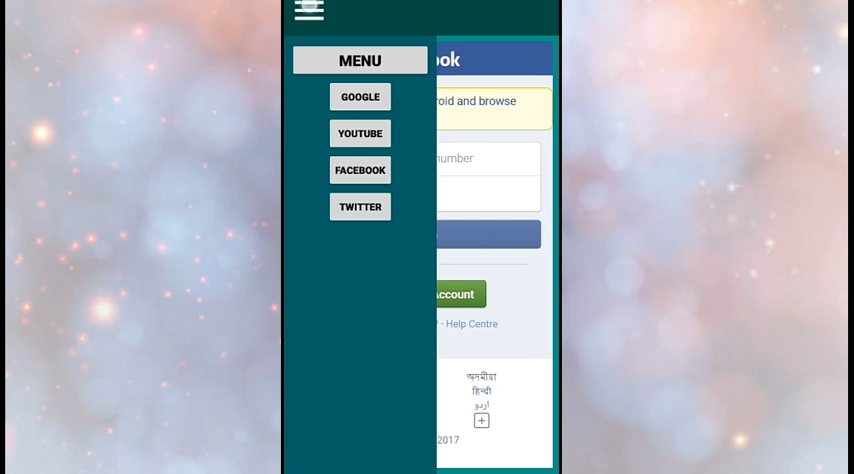 MENU
GOOGLE
YOUTUBE
FACEBOOK
TWITTER
ook
roid and browse
number
Account
? · Help Centre
অসমীয়া
हिन्दी
اردو
+
2017